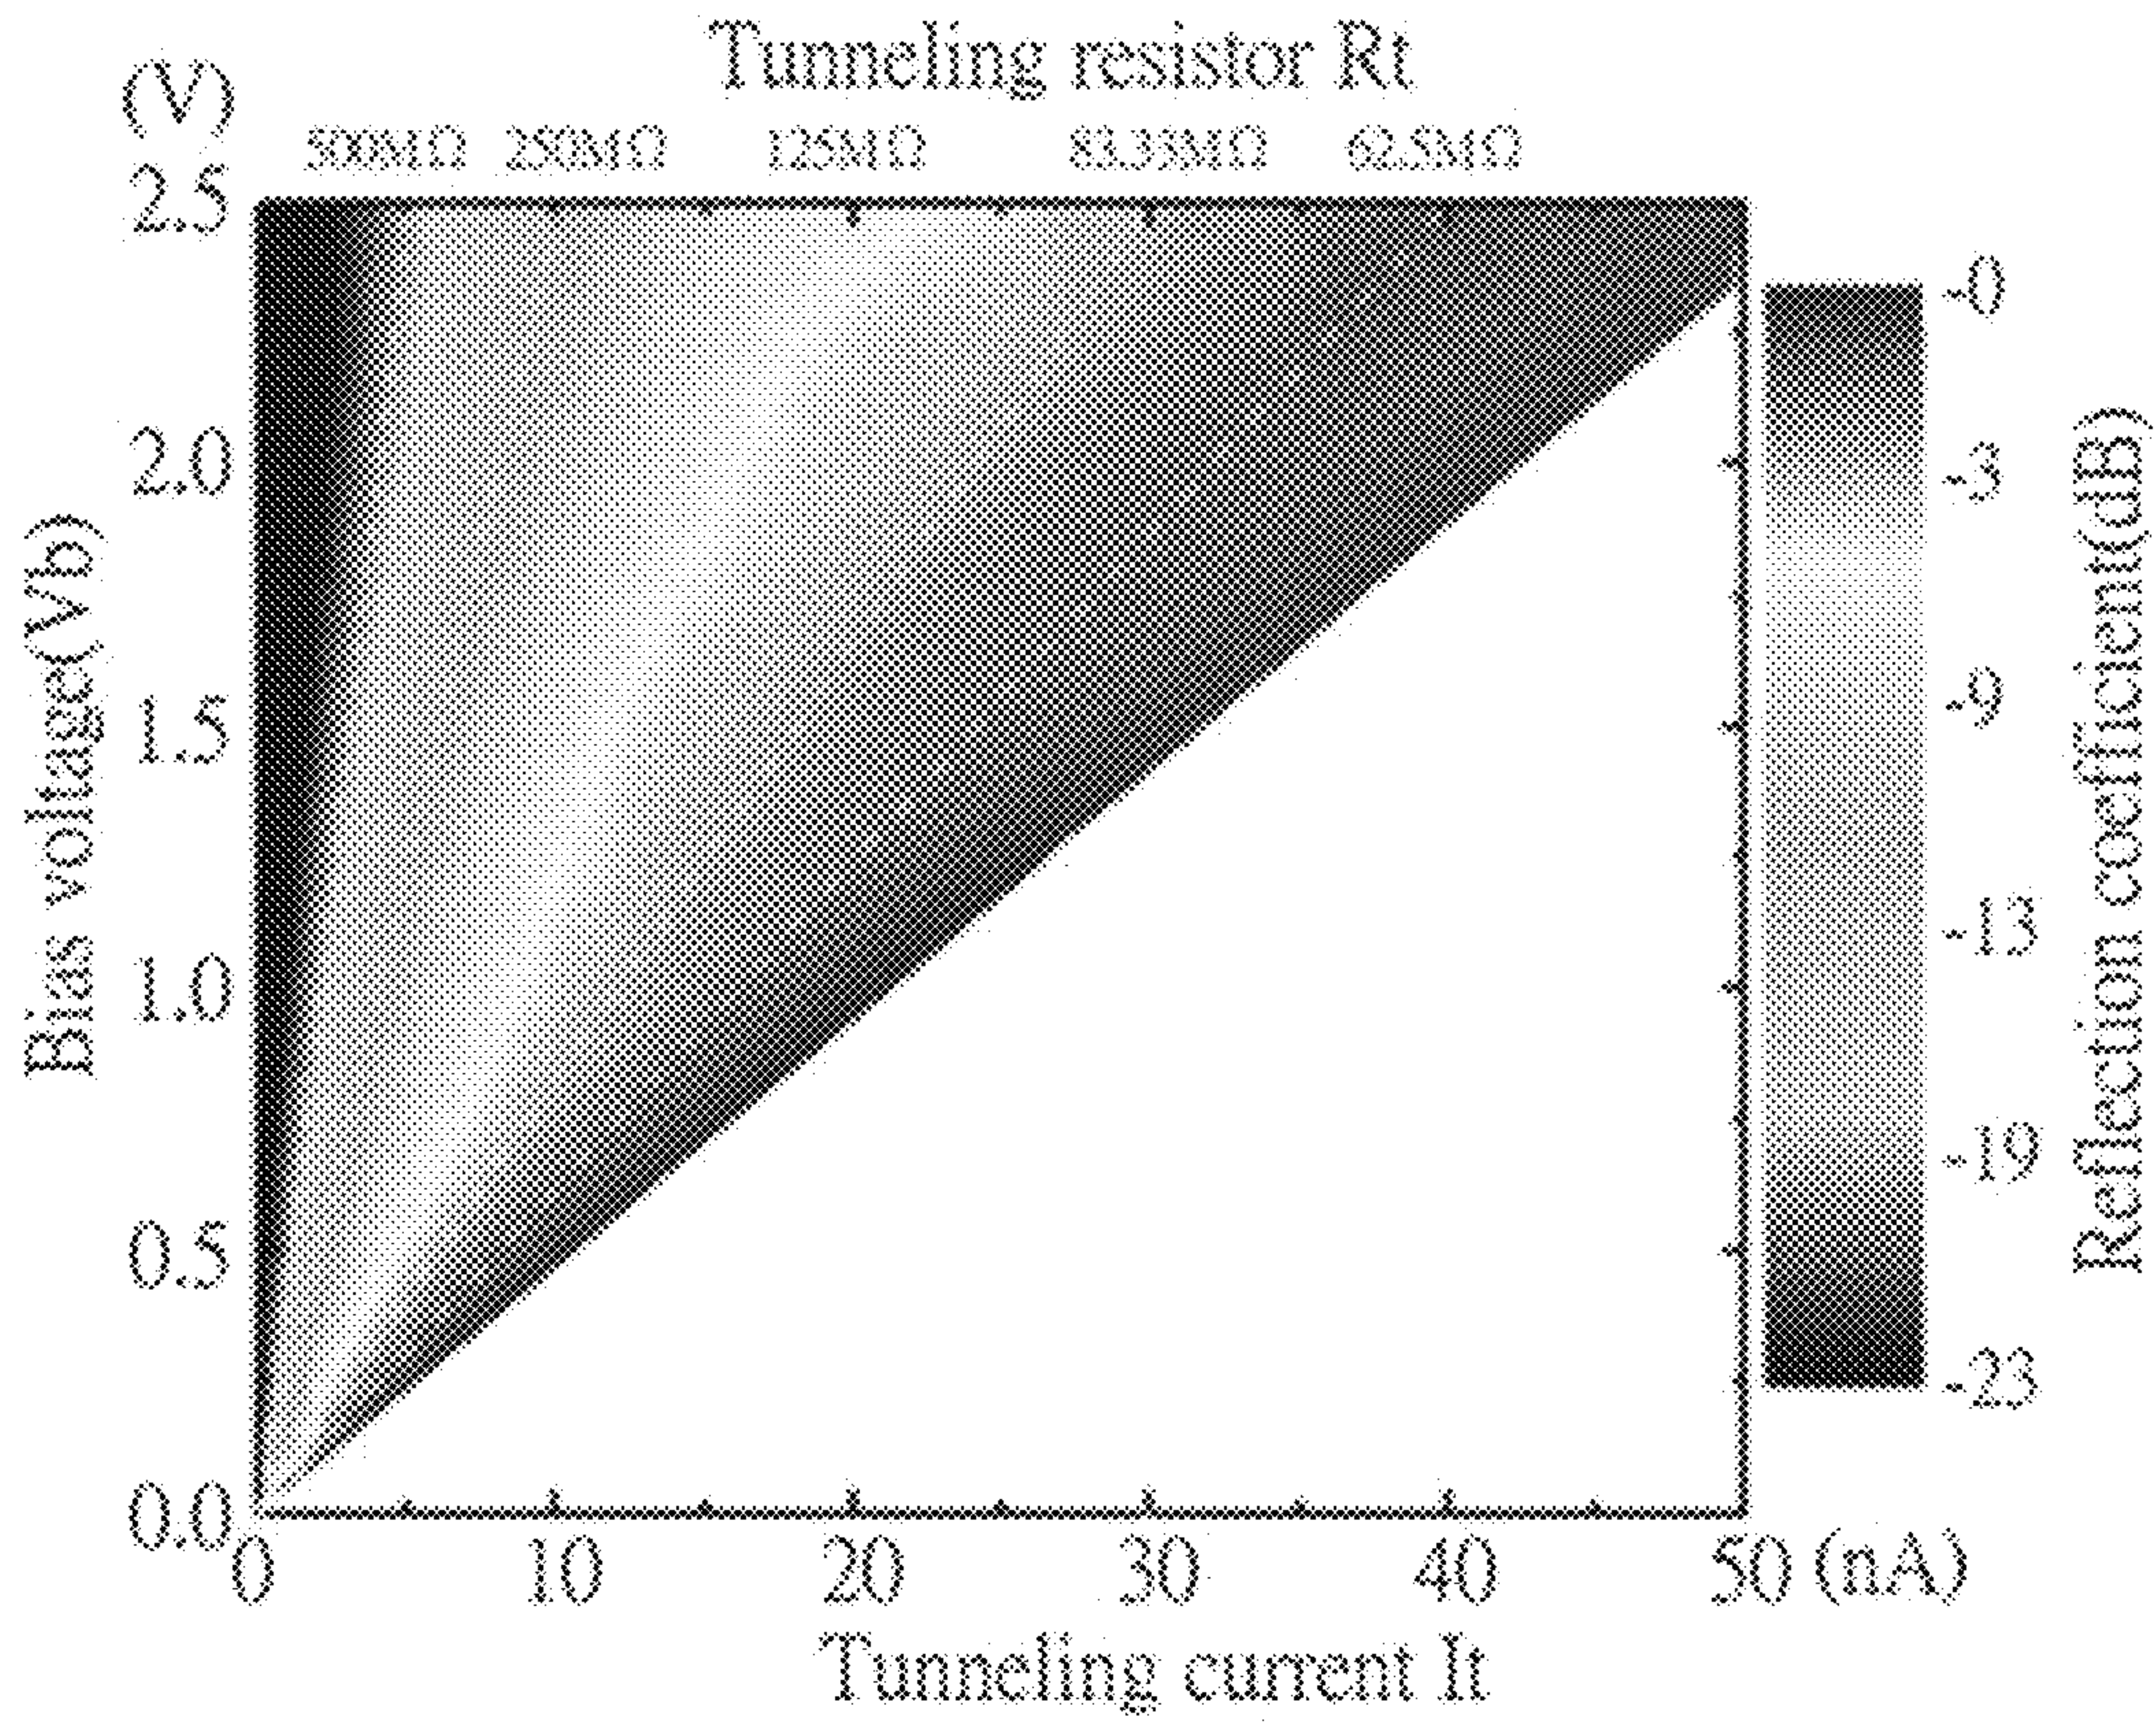 Tunneling resistor Rt
(V)
500MΩ 250MΩ 125MΩ 83.33MΩ 62.5MΩ
2.5
2.0
1.5
1.0
0.5
0.0
Bias voltage(Vb)
0 10 20 30 40 50 (nA)
Tunneling current It
-0
-3
-9
-13
-19
-23
Reflection coefficient(dB)